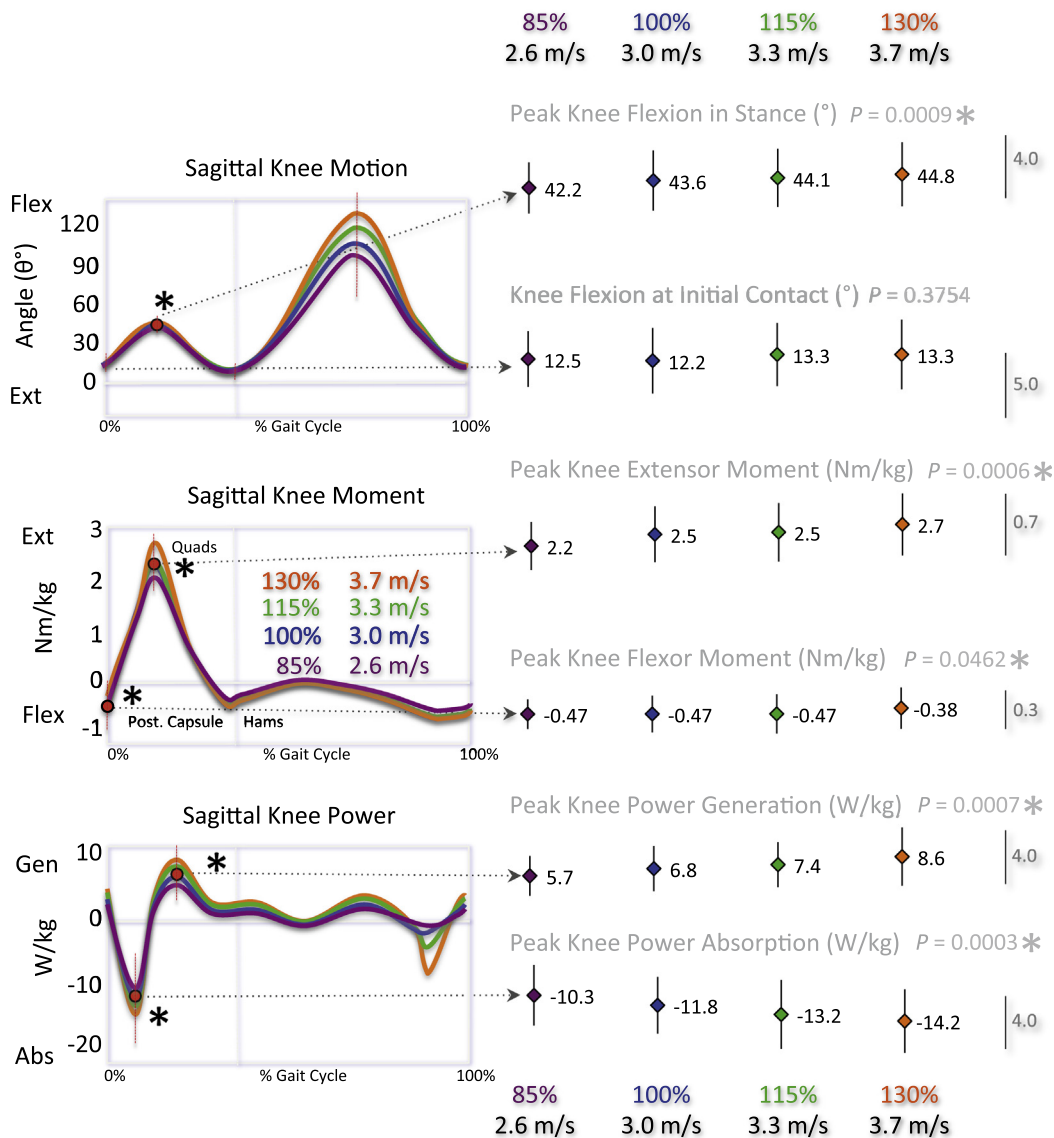 85% 100% 115% 130%
2.6 m/s 3.0 m/s 3.3 m/s 3.7 m/s
Peak Knee Flexion in Stance (°) P = 0.0009 *
4.0
42.2 43.6 44.1 44.8
Sagittal Knee Motion
Flex
120
90
60
30
0
Angle (θ°)
Ext
*
0% % Gait Cycle 100%
Knee Flexion at Initial Contact (°) P = 0.3754
12.5 12.2 13.3 13.3
5.0
Peak Knee Extensor Moment (Nm/kg) P = 0.0006 *
2.2 2.5 2.5 2.7
0.7
Sagittal Knee Moment
Ext
3
2
1
0
-1
Nm/kg
Flex
Quads
*
130% 3.7 m/s
115% 3.3 m/s
100% 3.0 m/s
85% 2.6 m/s
*
Post. Capsule Hams
0% % Gait Cycle 100%
Peak Knee Flexor Moment (Nm/kg) P = 0.0462 *
-0.47 -0.47 -0.47 -0.38
0.3
Peak Knee Power Generation (W/kg) P = 0.0007 *
5.7 6.8 7.4 8.6
4.0
Sagittal Knee Power
Gen
10
0
-10
-20
W/kg
Abs
*
*
0% % Gait Cycle 100%
Peak Knee Power Absorption (W/kg) P = 0.0003 *
-10.3 -11.8 -13.2 -14.2
4.0
85% 100% 115% 130%
2.6 m/s 3.0 m/s 3.3 m/s 3.7 m/s